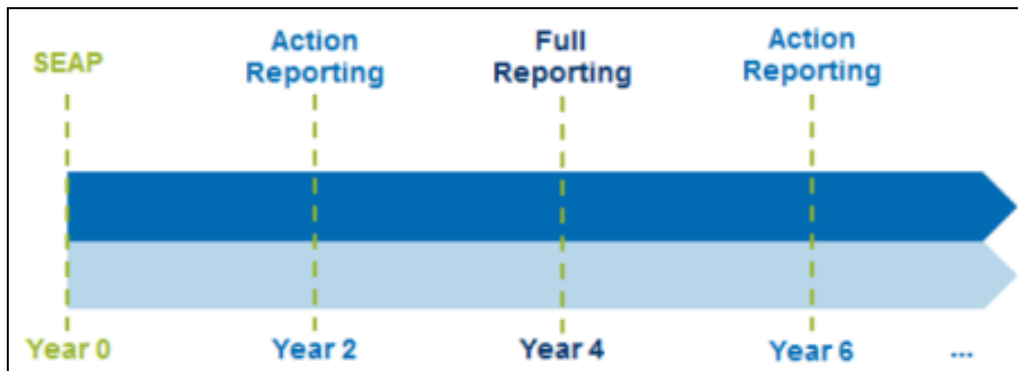 SEAP
Action
Reporting
Full
Reporting
Action
Reporting
Year 0
Year 2
Year 4
Year 6
...